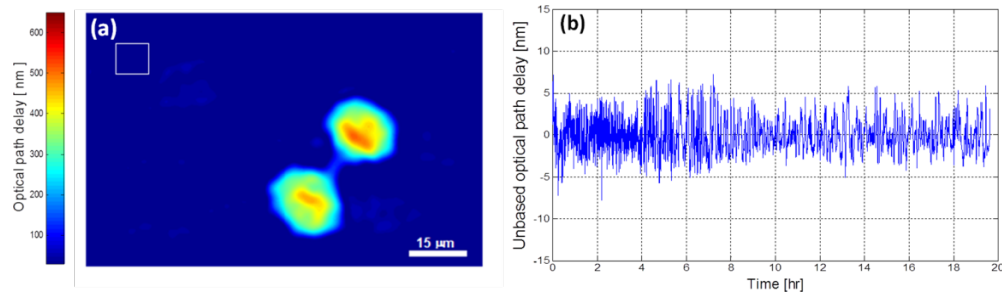 Optical path delay [ nm ]
600
500
400
300
200
100
(a)
15 µm
(b)
Unbased optical path delay [nm]
15
10
5
0
-5
-10
-15
0 2 4 6 8 10 12 14 16 18 20
Time [hr]